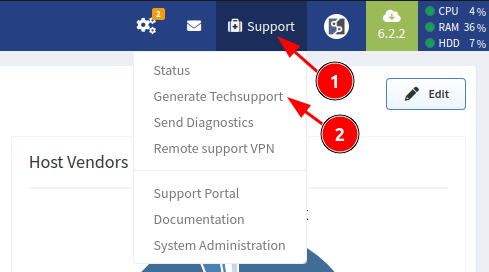 2
Support
6.2.2
CPU 4 %
RAM 36 %
HDD 7 %
Status
1
Generate Techsupport
Edit
Send Diagnostics
2
Remote support VPN
Host Vendors
Support Portal
Documentation
System Administration